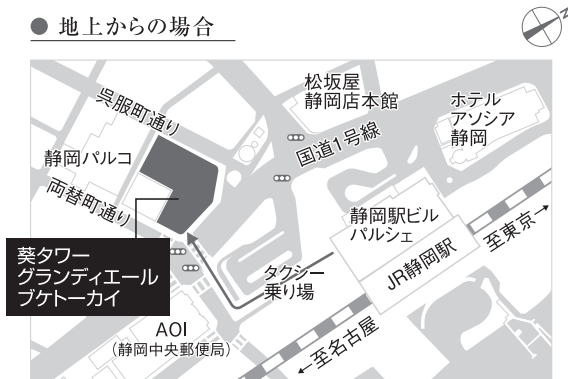 ● 地上からの場合
N
呉服町通り
松坂屋
静岡店本館
国道1号線
ホテル
アソシア
静岡
静岡パルコ
両替町通り
静岡駅ビル
パルシェ
JR静岡駅
至東京→
葵タワー
グランディエール
ブケトーカイ
タクシー
乗り場
AOI
(静岡中央郵便局)
←至名古屋